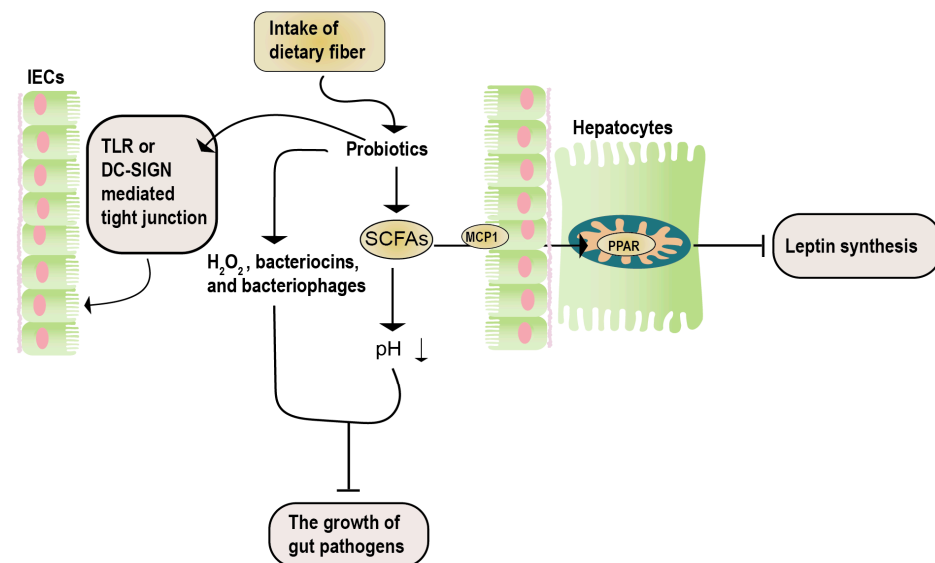 Intake of
dietary fiber
IECs
TLR or
DC-SIGN
mediated
tight junction
Probiotics
Hepatocytes
SCFAs
MCP1
PPAR
Leptin synthesis
H₂O₂, bacteriocins,
and bacteriophages
pH ↓
The growth of
gut pathogens